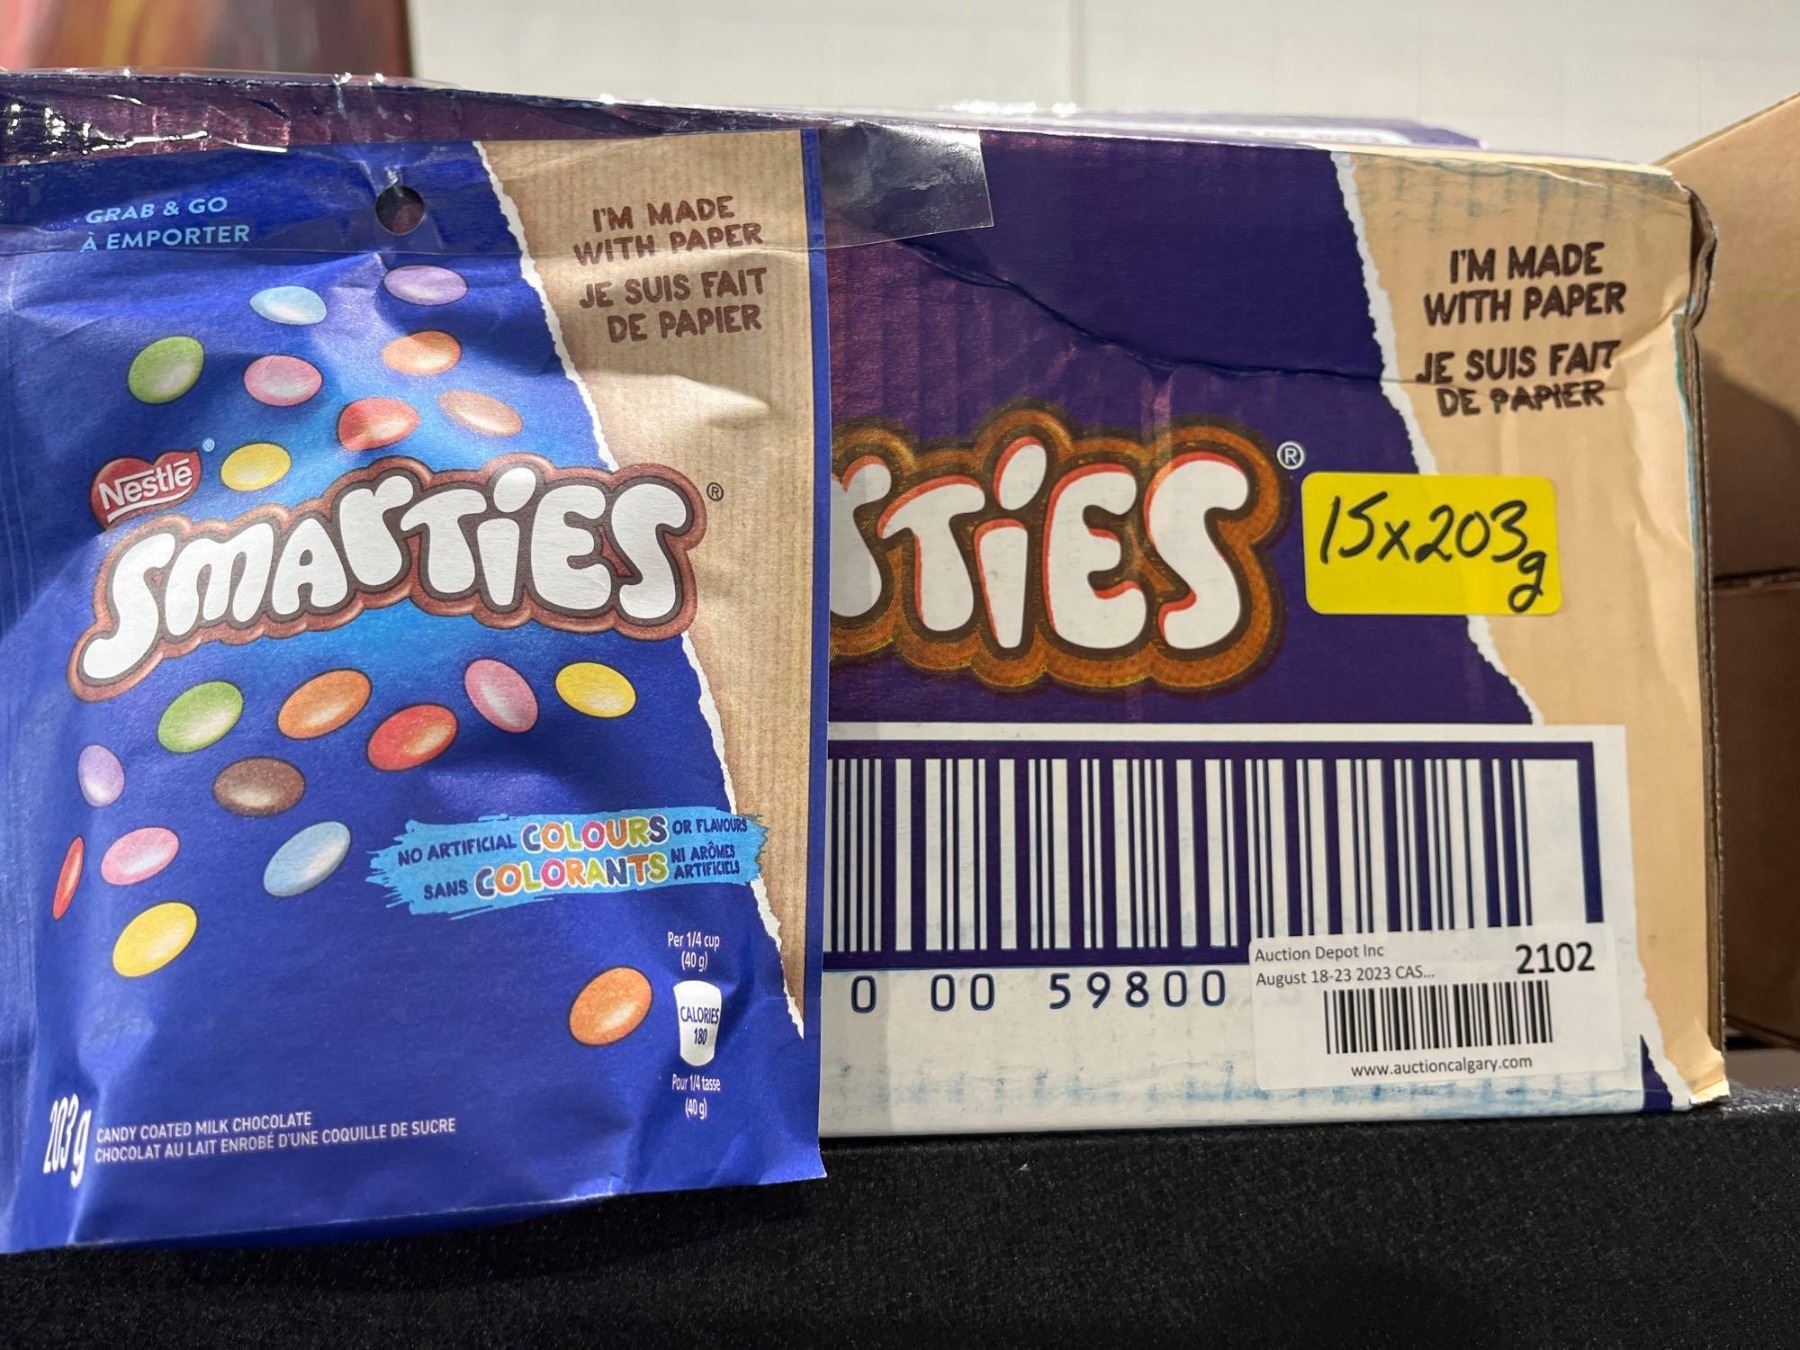 GRAB & GO
À EMPORTER
I'M MADE
WITH PAPER
JE SUIS FAIT
DE PAPIER
Nestlé
SMARTIES®
NO ARTIFICIAL COLOURS OR FLAVOURS
SANS COLORANTS NI ARÔMES
ARTIFICIELS
Per 1/4 cup
(40 g)
CALORIES
180
Pour 1/4 tasse
(40 g)
203 g
CANDY COATED MILK CHOCOLATE
CHOCOLAT AU LAIT ENROBÉ D'UNE COQUILLE DE SUCRE
I'M MADE
WITH PAPER
JE SUIS FAIT
DE PAPIER
RTIES®
15x203g
0 00 59800
Auction Depot Inc
August 18-23 2023 CAS...
2102
www.auctioncalgary.com